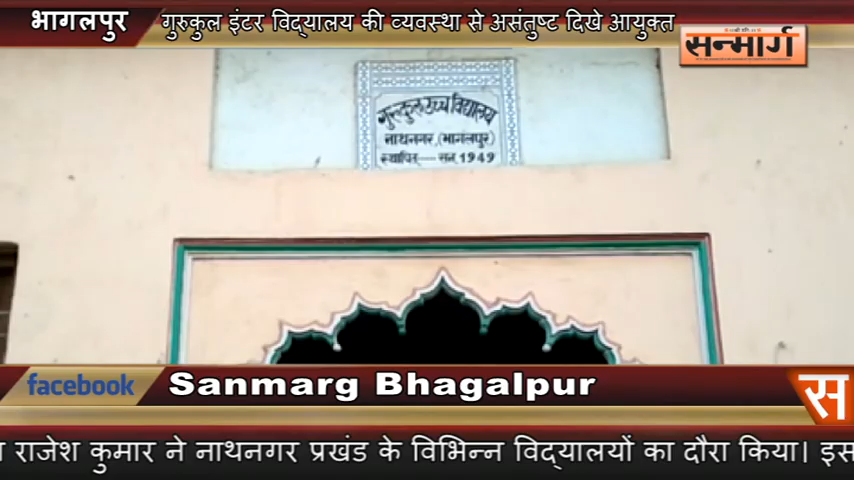 भागलपुर
गुरुकुल इंटर विद्यालय की व्यवस्था से असंतुष्ट दिखे आयुक्त
सन्मार्ग
गुरुकुल उच्च विद्यालय
नाथनगर,(भागलपुर)
स्थापित—सन् 1949
facebook Sanmarg Bhagalpur
स
राजेश कुमार ने नाथनगर प्रखंड के विभिन्न विद्यालयों का दौरा किया। इस